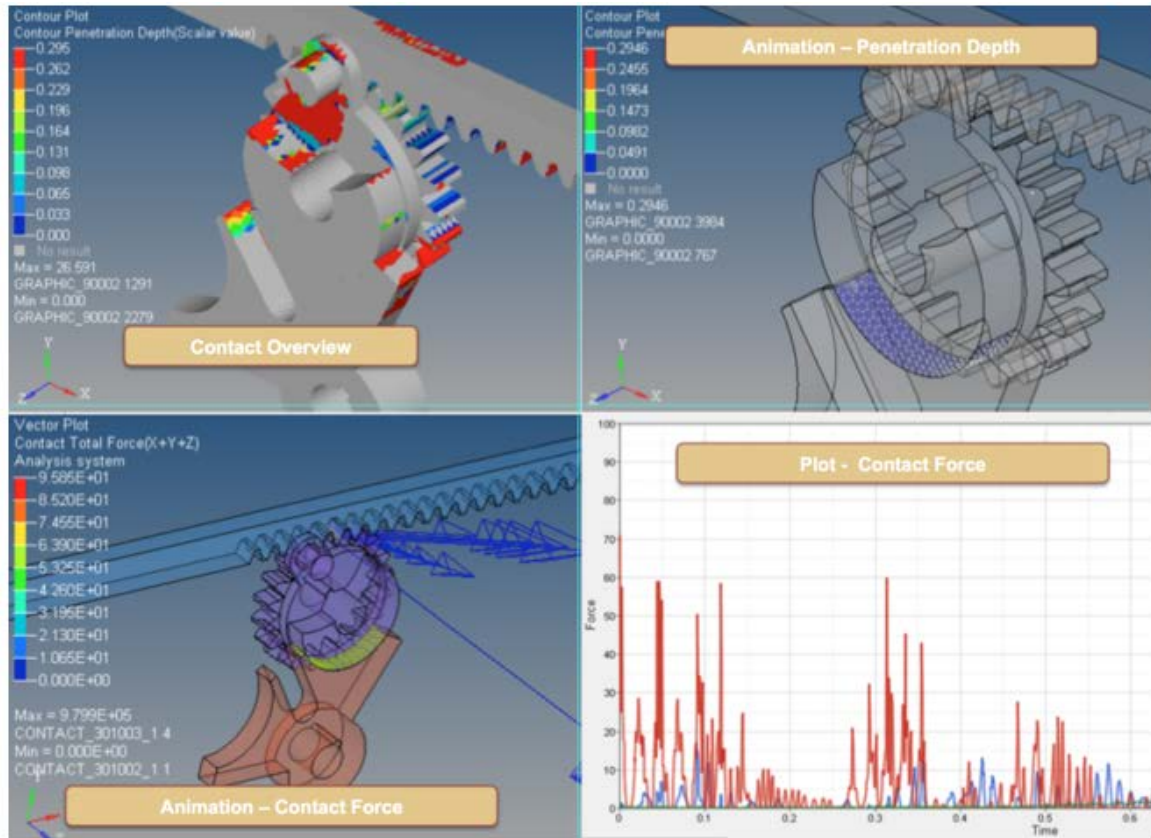 Contour Plot
Contour Penetration Depth(Scalar value)
0.295
0.262
0.229
0.196
0.164
0.131
0.098
0.065
0.033
0.000
No result
Max = 26.591
GRAPHIC_90002 1291
Min = 0.000
GRAPHIC_90002 2279
Y
Z
X
Contact Overview
Contour Plot
Contour Pene
Animation – Penetration Depth
0.2946
0.2455
0.1964
0.1473
0.0982
0.0491
0.0000
No result
Max = 0.2946
GRAPHIC_90002 3984
Min = 0.0000
GRAPHIC_90002 767
Y
Z
X
Vector Plot
Contact Total Force(X+Y+Z)
Analysis system
9.585E+01
8.520E+01
7.455E+01
6.390E+01
5.325E+01
4.260E+01
3.195E+01
2.130E+01
1.065E+01
0.000E+00
Max = 9.799E+05
CONTACT_301003_1 4
Min = 0.000E+00
CONTACT_301002_1 1
X
Animation – Contact Force
Plot - Contact Force
100
90
80
70
60
50
40
30
20
10
0
Force
0
0.1
0.2
0.3
0.4
0.5
0.6
Time